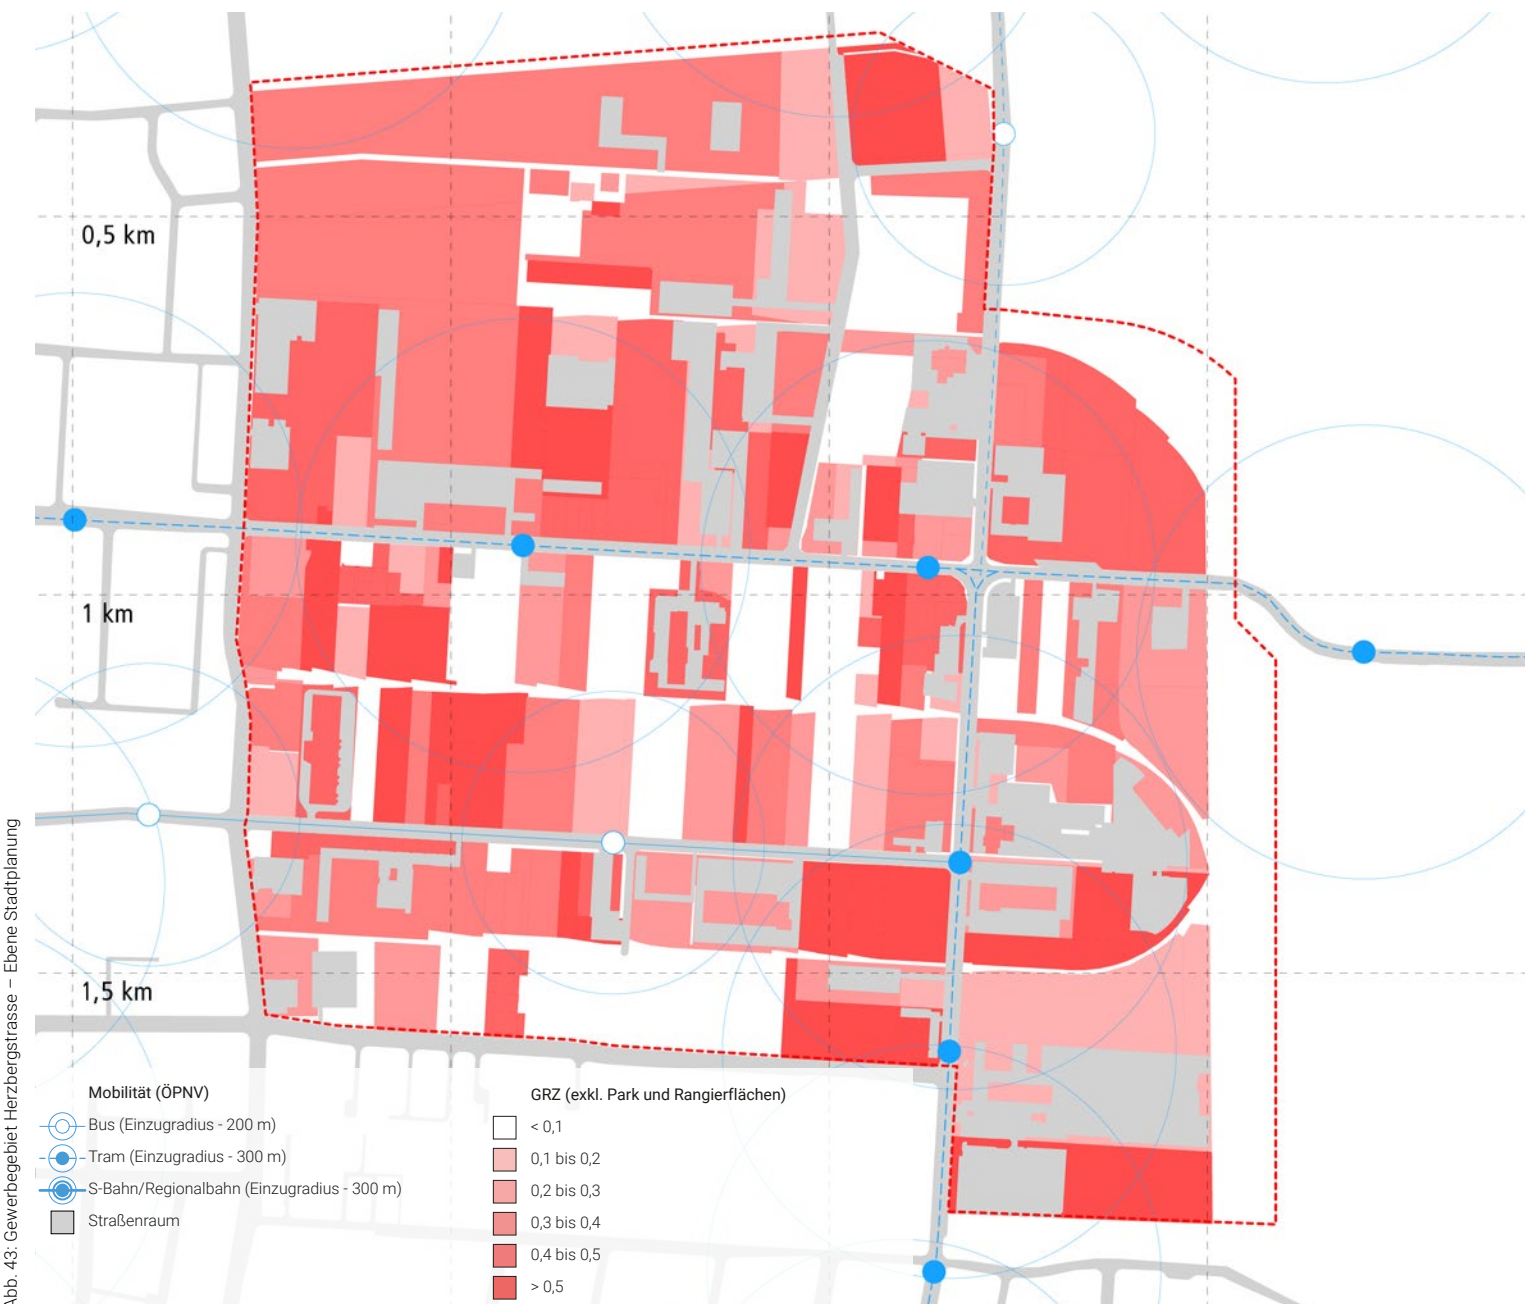 0,5 km
1 km
1,5 km
Abb. 43: Gewerbegebiet Herzbergstrasse – Ebene Stadtplanung
Mobilität (ÖPNV)
Bus (Einzugradius - 200 m)
Tram (Einzugradius - 300 m)
S-Bahn/Regionalbahn (Einzugradius - 300 m)
Straßenraum
GRZ (exkl. Park und Rangierflächen)
< 0,1
0,1 bis 0,2
0,2 bis 0,3
0,3 bis 0,4
0,4 bis 0,5
> 0,5